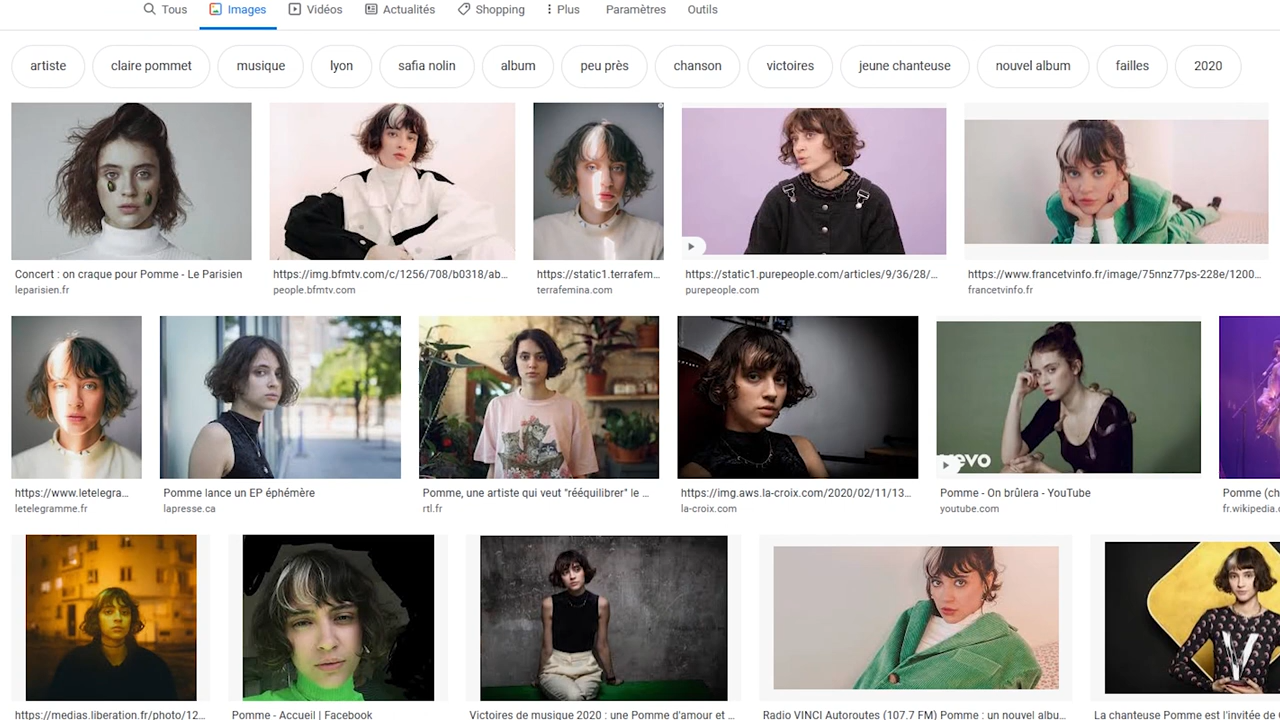 Tous Images Vidéos Actualités Shopping Plus Paramètres Outils
artiste claire pommet musique lyon safia nolin album peu près chanson victoires jeune chanteuse nouvel album failles 2020
Concert : on craque pour Pomme - Le Parisien
leparisien.fr
https://img.bfmtv.com/c/1256/708/b0318/ab...
people.bfmtv.com
https://static1.terrafem...
terrafemina.com
https://static1.purepeople.com/articles/9/36/28/...
purepeople.com
https://www.francetvinfo.fr/image/75nnz77ps-228e/1200...
francetvinfo.fr
https://www.letelegra...
letelegramme.fr
Pomme lance un EP éphémère
lapresse.ca
Pomme, une artiste qui veut "rééquilibrer" le ...
rtl.fr
https://img.aws.la-croix.com/2020/02/11/13...
la-croix.com
vevo
Pomme - On brûlera - YouTube
youtube.com
Pomme (ch
fr.wikipedia.
https://medias.liberation.fr/photo/12...
Pomme - Accueil | Facebook
Victoires de musique 2020 : une Pomme d'amour et ...
Radio VINCI Autoroutes (107.7 FM) Pomme : un nouvel albu...
La chanteuse Pomme est l'invitée de